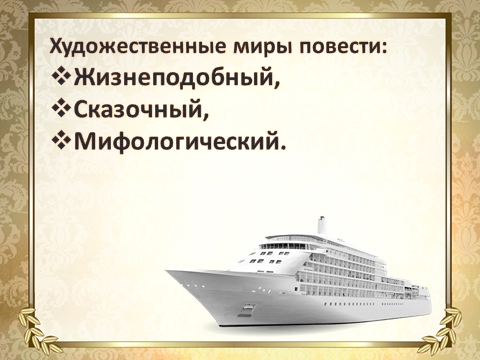 Художественные миры повести:
❖Жизнеподобный,
❖Сказочный,
❖Мифологический.